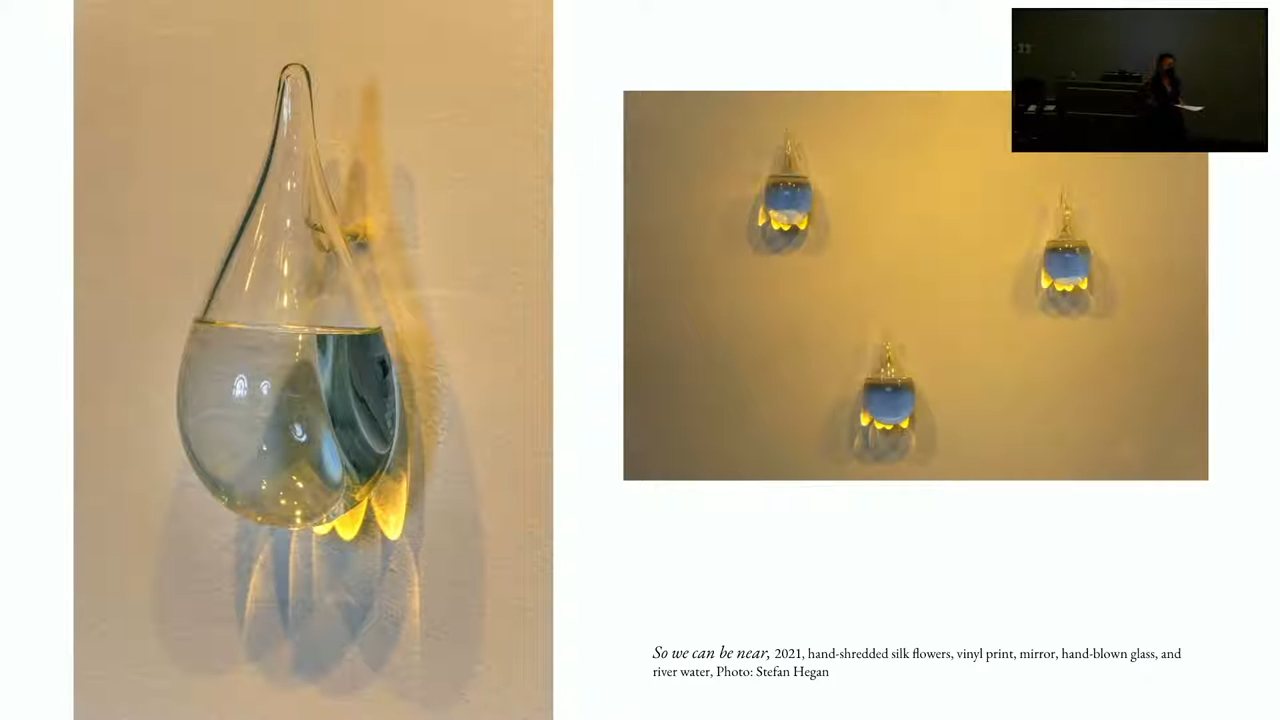 So we can be near, 2021, hand-shredded silk flowers, vinyl print, mirror, hand-blown glass, and
river water, Photo: Stefan Hegan